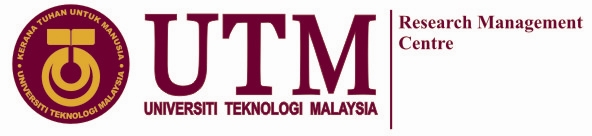 KERANA TUHAN UNTUK MANUSIA
UNIVERSITI TEKNOLOGI MALAYSIA
UTM
UNIVERSITI TEKNOLOGI MALAYSIA
Research Management
Centre